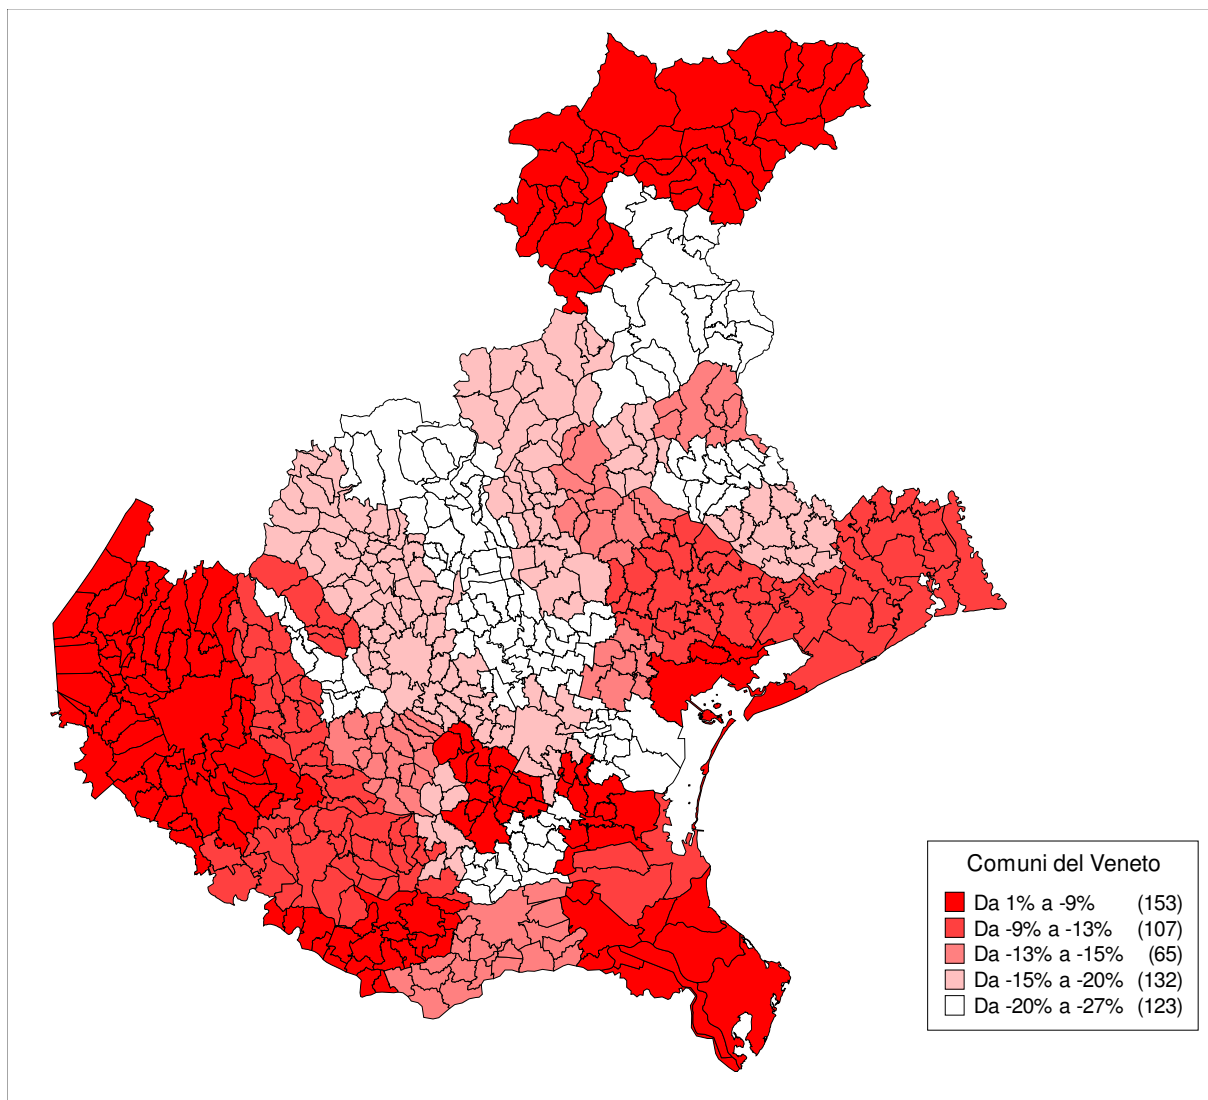 Comuni del Veneto
Da 1% a -9% (153)
Da -9% a -13% (107)
Da -13% a -15% (65)
Da -15% a -20% (132)
Da -20% a -27% (123)